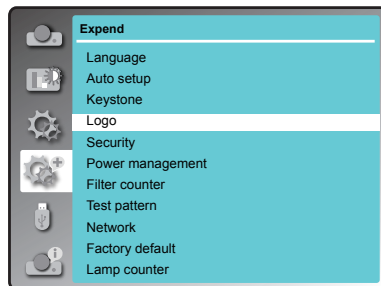 Expend
Language
Auto setup
Keystone
Logo
Security
Power management
Filter counter
Test pattern
Network
Factory default
Lamp counter